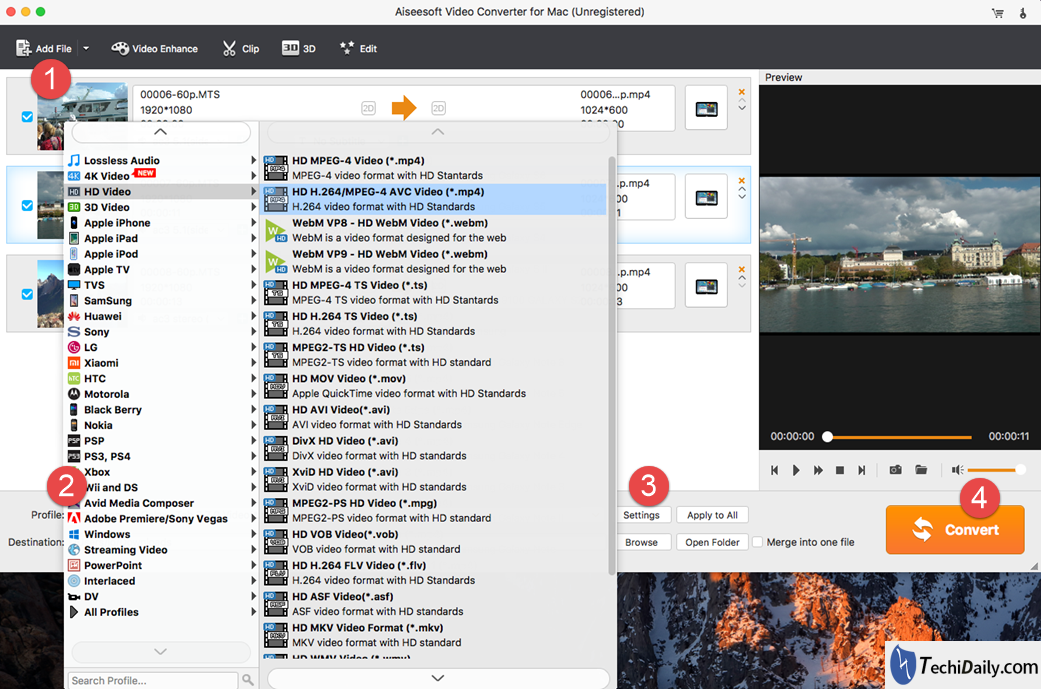 Aiseesoft Video Converter for Mac (Unregistered)
Add File
Video Enhance
Clip
3D 3D
Edit
1
Preview
00006-60p.MTS
1920*1080
2D
2D
00006...p.mp4
1024*600
Lossless Audio
4K 4K Video NEW
HD HD Video
3D 3D Video
Apple iPhone
Apple iPad
Apple iPod
Apple TV
TVS
SamSung
Huawei
Sony
LG
Xiaomi
HTC
Motorola
Black Berry
Nokia
PSP
PS3, PS4
Xbox
Wii and DS
Avid Media Composer
Adobe Premiere/Sony Vegas
Windows
Streaming Video
PowerPoint
Interlaced
DV
All Profiles
Search Profile...
2
Profile:
Destination:
HD MPEG-4 Video (*.mp4)
MPEG-4 video format with HD Standards
HD H.264/MPEG-4 AVC Video (*.mp4)
H.264 video format with HD Standards
WebM VP8 - HD WebM Video (*.webm)
WebM is a video format designed for the web
WebM VP9 - HD WebM Video (*.webm)
WebM is a video format designed for the web
HD MPEG-4 TS Video (*.ts)
MPEG-4 TS video format with HD Standards
HD H.264 TS Video (*.ts)
H.264 video format with HD Standards
MPEG2-TS HD Video (*.ts)
MPEG2-TS video format with HD standard
HD MOV Video (*.mov)
Apple QuickTime video format with HD Standards
HD AVI Video(*.avi)
AVI video format with HD Standards
DivX HD Video (*.avi)
DivX video format with HD standards
XviD HD Video (*.avi)
XviD video format with HD standards
MPEG2-PS HD Video (*.mpg)
MPEG2-PS video format with HD standard
HD VOB Video(*.vob)
VOB video format with HD standard
HD H.264 FLV Video (*.flv)
H.264 video format with HD Standards
HD ASF Video(*.asf)
ASF video format with HD standards
HD MKV Video Format (*.mkv)
MKV video format with HD standard
HD WMV Video (*.wmv)
.p.mp4
00
1
.p.mp4
00
3
00:00:00
00:00:11
3
Settings
Apply to All
Browse
Open Folder
Merge into one file
4
Convert
TechiDaily.com